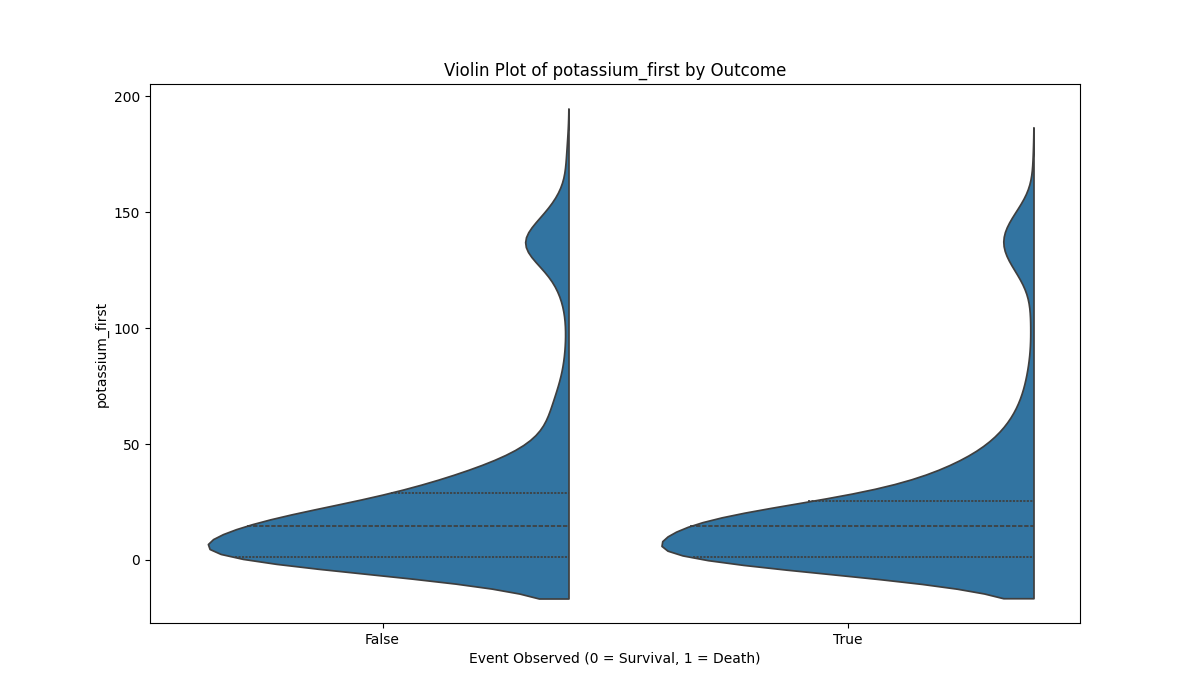 Violin Plot of potassium_first by Outcome
200
150
100
50
0
potassium_first
False
True
Event Observed (0 = Survival, 1 = Death)